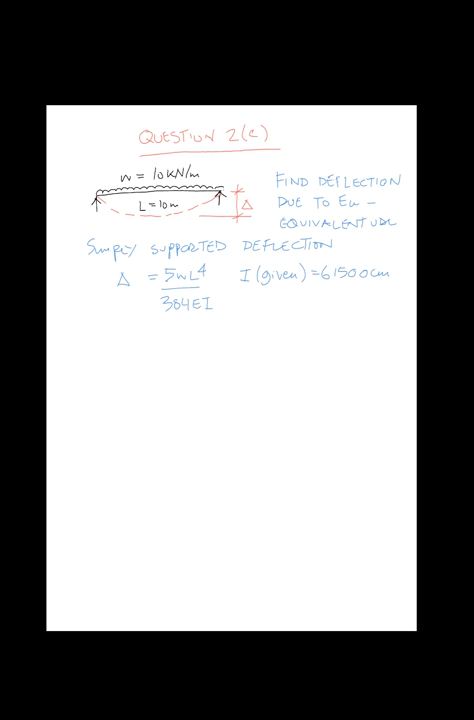 QUESTION 2(c)
w = 10kN/m
L = 10m
Δ
FIND DEFLECTION
DUE TO EW -
EQUIVALENT UDL
SIMPLY SUPPORTED DEFLECTION
Δ = 5wL⁴
384EI
I (given) = 61500cm